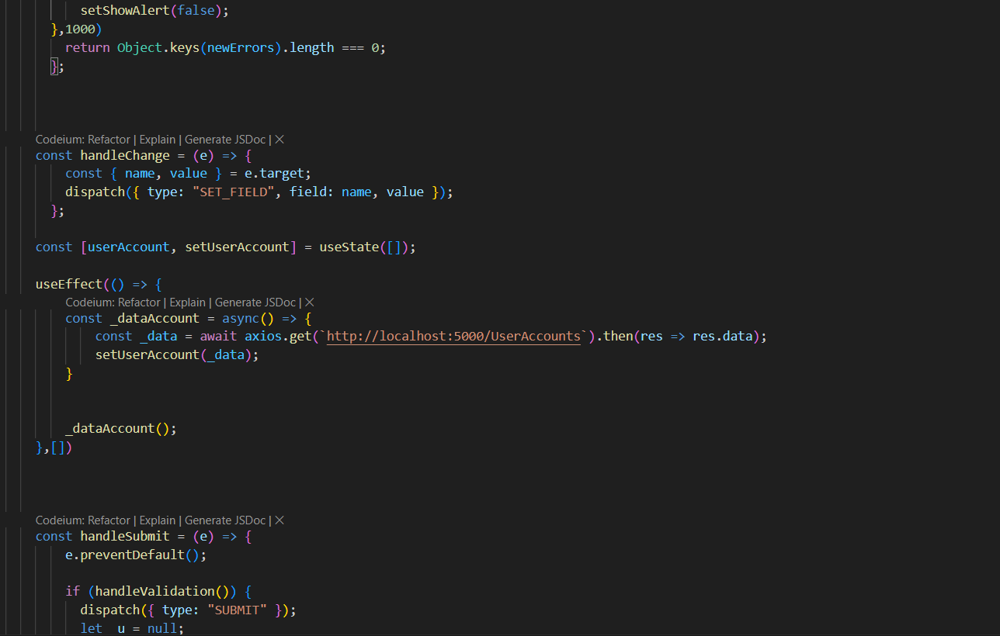 setShowAlert(false);
},1000)
return Object.keys(newErrors).length === 0;
};
Codeium: Refactor | Explain | Generate JSDoc | ×
const handleChange = (e) => {
const { name, value } = e.target;
dispatch({ type: "SET_FIELD", field: name, value });
};
const [userAccount, setUserAccount] = useState([]);
useEffect(() => {
Codeium: Refactor | Explain | Generate JSDoc | ×
const _dataAccount = async() => {
const _data = await axios.get(`http://localhost:5000/UserAccounts`).then(res => res.data);
setUserAccount(_data);
}
_dataAccount();
},[])
Codeium: Refactor | Explain | Generate JSDoc | ×
const handleSubmit = (e) => {
e.preventDefault();
if (handleValidation()) {
dispatch({ type: "SUBMIT" });
let _u = null;